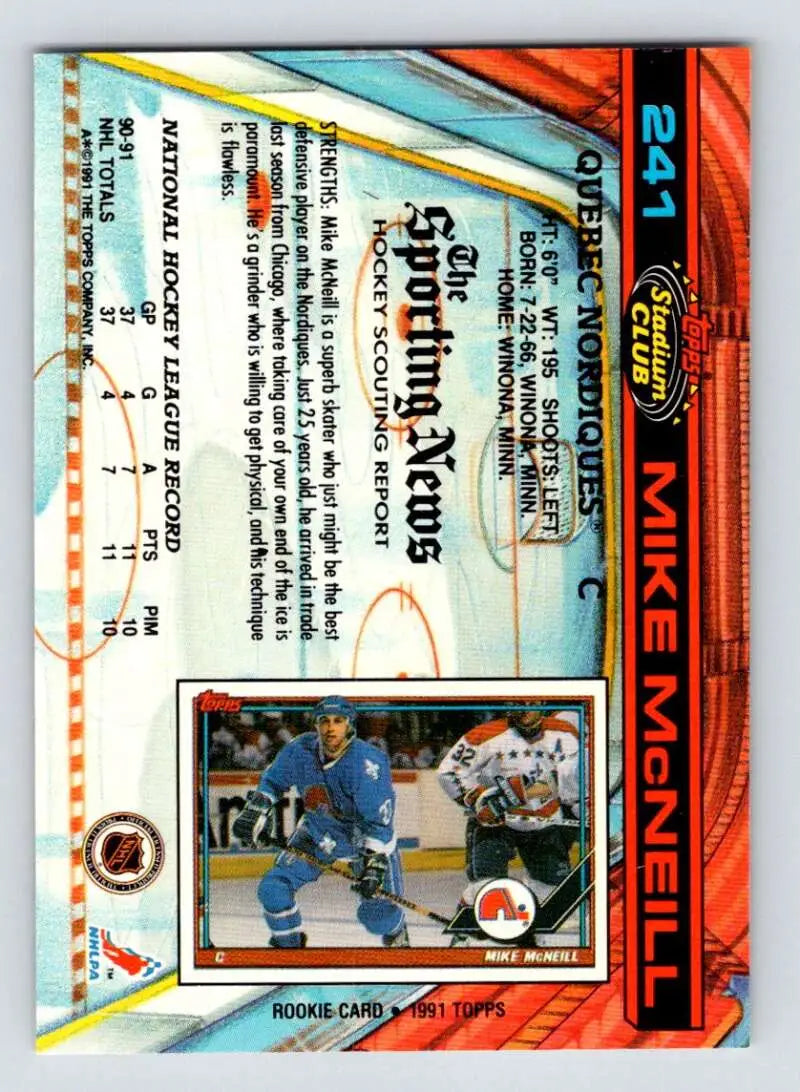 241
topps
Stadium
CLUB
MIKE McNEILL
QUEBEC NORDIQUES® C
HT: 6'0" WT: 195 SHOOTS: LEFT
BORN: 7-22-66, WINONA, MINN.
HOME: WINONA, MINN.
The
Sporting News
HOCKEY SCOUTING REPORT
STRENGTHS: Mike McNeill is a superb skater who just might be the best
defensive player on the Nordiques. Just 25 years old, he arrived in trade
last season from Chicago, where taking care of your own end of the ice is
paramount. He's a grinder who is willing to get physical, and his technique
is flawless.
NATIONAL HOCKEY LEAGUE RECORD
GP G A PTS PIM
90-91 37 4 7 11 10
NHL TOTALS 37 4 7 11 10
A*©1991 THE TOPPS COMPANY, INC.
topps
32
A
C
MIKE McNEILL
ROOKIE CARD • 1991 TOPPS
NHL
NHLPA
™